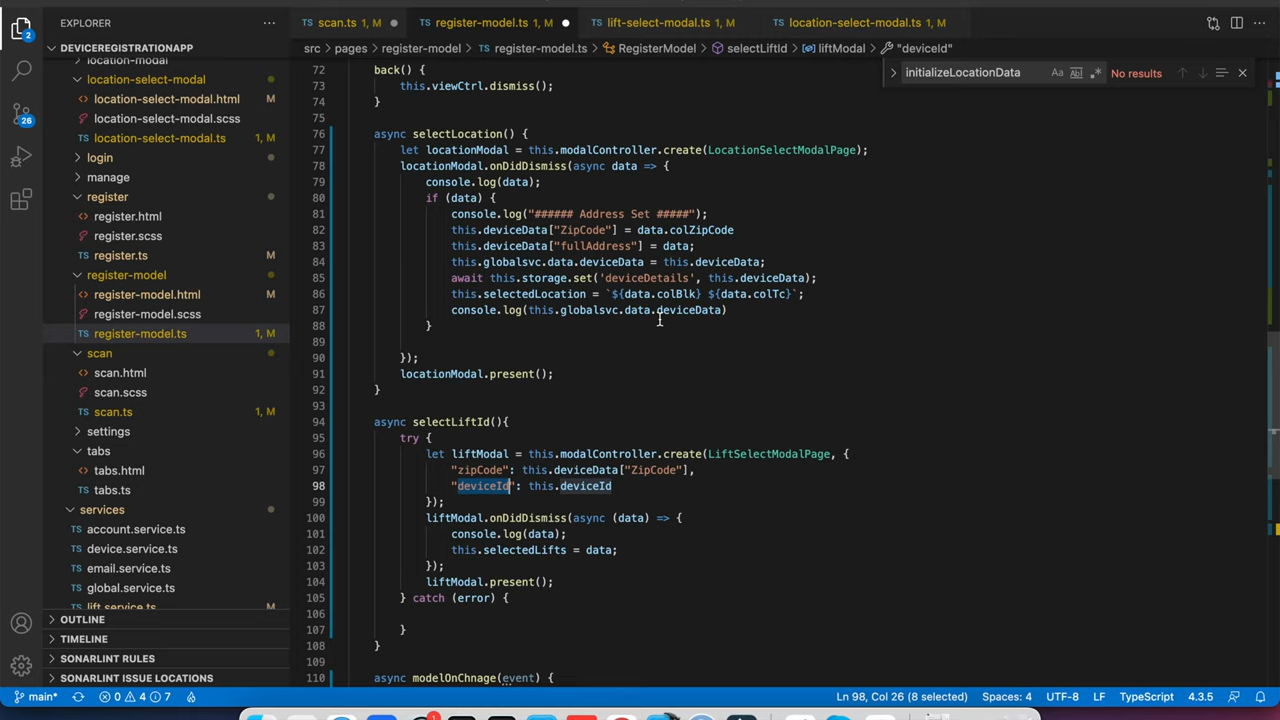 EXPLORER
scan.ts 1, M
register-model.ts 1, M
lift-select-modal.ts 1, M
location-select-modal.ts 1, M
src > pages > register-model > register-model.ts > RegisterModel > selectLiftId > liftModal > "deviceId"
initializeLocationData
Aa
No results
DEVICEREGISTRATIONAPP
location-modal
location-select-modal
location-select-modal.html M
location-select-modal.scss
location-select-modal.ts 1, M
login
manage
register
register.html
register.scss
register.ts
register-model
register-model.html M
register-model.scss
register-model.ts 1, M
scan
scan.html
scan.scss
scan.ts 1, M
settings
tabs
tabs.html
tabs.ts
services
account.service.ts
device.service.ts
email.service.ts
global.service.ts
lift.service.ts
OUTLINE
TIMELINE
SONARLINT RULES
SONARLINT ISSUE LOCATIONS
2
26
72 back() {
73 this.viewCtrl.dismiss();
74 }
75
76 async selectLocation() {
77 let locationModal = this.modalController.create(LocationSelectModalPage);
78 locationModal.onDidDismiss(async data => {
79 console.log(data);
80 if (data) {
81 console.log("###### Address Set #####");
82 this.deviceData["ZipCode"] = data.colZipCode
83 this.deviceData["fullAddress"] = data;
84 this.globalsvc.data.deviceData = this.deviceData;
85 await this.storage.set('deviceDetails', this.deviceData);
86 this.selectedLocation = `${data.colBlk} ${data.colTc}`;
87 console.log(this.globalsvc.data.deviceData)
88 }
89
90 });
91 locationModal.present();
92 }
93
94 async selectLiftId(){
95 try {
96 let liftModal = this.modalController.create(LiftSelectModalPage, {
97 "zipCode": this.deviceData["ZipCode"],
98 "deviceId": this.deviceId
99 });
100 liftModal.onDidDismiss(async (data) => {
101 console.log(data);
102 this.selectedLifts = data;
103 });
104 liftModal.present();
105 } catch (error) {
106
107 }
108 }
109
110 async modelOnChnage(event) {
main* 0 4 7
Ln 98, Col 26 (8 selected) Spaces: 4 UTF-8 LF TypeScript 4.3.5